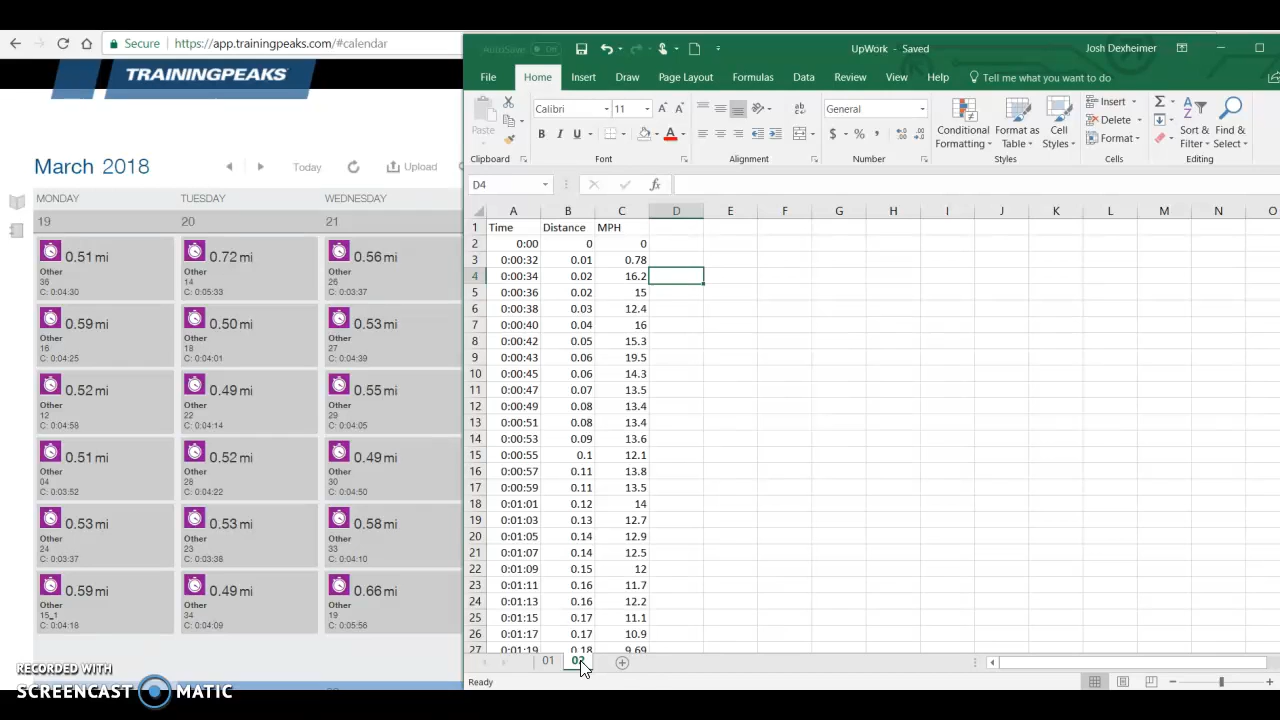 Secure https://app.trainingpeaks.com/#calendar
TRAININGPEAKS
March 2018
Today
Upload
MONDAY TUESDAY WEDNESDAY
19 20 21
0.51 mi 0.72 mi 0.56 mi
Other Other Other
36 14 26
C: 0:04:30 C: 0:05:33 C: 0:03:37
0.59 mi 0.50 mi 0.53 mi
Other Other Other
16 18 27
C: 0:04:25 C: 0:04:01 C: 0:04:39
0.52 mi 0.49 mi 0.55 mi
Other Other Other
12 22 29
C: 0:04:58 C: 0:04:14 C: 0:04:05
0.51 mi 0.52 mi 0.49 mi
Other Other Other
04 28 30
C: 0:03:52 C: 0:04:22 C: 0:04:50
0.53 mi 0.53 mi 0.58 mi
Other Other Other
24 23 33
C: 0:03:37 C: 0:03:38 C: 0:04:10
0.59 mi 0.49 mi 0.66 mi
Other Other Other
15_1 34 19
C: 0:04:18 C: 0:04:09 C: 0:05:56
RECORDED WITH
SCREENCAST MATIC
AutoSave Off
UpWork - Saved
Josh Dexheimer
File Home Insert Draw Page Layout Formulas Data Review View Help Tell me what you want to do
Paste
Calibri 11
B I U
General
$ % ,
Conditional Formatting
Format as Table
Cell Styles
Insert
Delete
Format
Sort & Filter
Find & Select
Clipboard Font Alignment Number Styles Cells Editing
D4 fx
A B C D E F G H I J K L M N O
1 Time Distance MPH
2 0:00 0 0
3 0:00:32 0.01 0.78
4 0:00:34 0.02 16.2
5 0:00:36 0.02 15
6 0:00:38 0.03 12.4
7 0:00:40 0.04 16
8 0:00:42 0.05 15.3
9 0:00:43 0.06 19.5
10 0:00:45 0.06 14.3
11 0:00:47 0.07 13.5
12 0:00:49 0.08 13.4
13 0:00:51 0.08 13.4
14 0:00:53 0.09 13.6
15 0:00:55 0.1 12.1
16 0:00:57 0.11 13.8
17 0:00:59 0.11 13.5
18 0:01:01 0.12 14
19 0:01:03 0.13 12.7
20 0:01:05 0.14 12.9
21 0:01:07 0.14 12.5
22 0:01:09 0.15 12
23 0:01:11 0.16 11.7
24 0:01:13 0.16 12.2
25 0:01:15 0.17 11.1
26 0:01:17 0.17 10.9
27 0:01:19 0.18 9.69
01 02
Ready